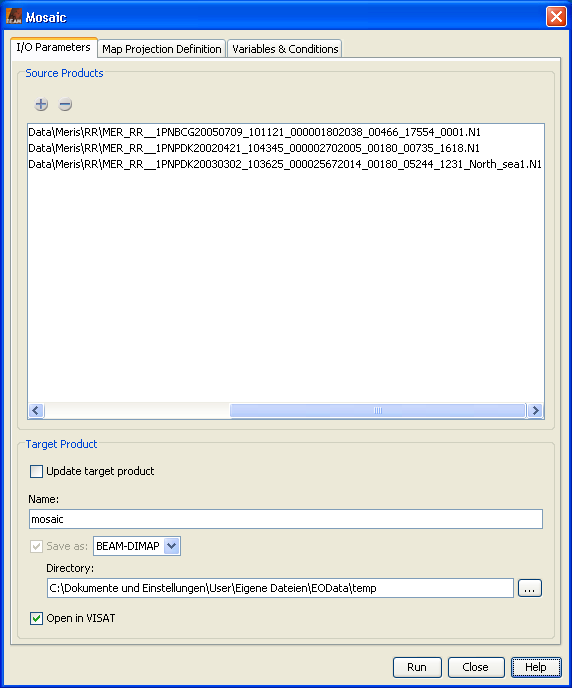 BEAM Mosaic
I/O Parameters Map Projection Definition Variables & Conditions
Source Products
Data\Meris\RR\MER_RR__1PNBCG20050709_101121_000001802038_00466_17554_0001.N1
Data\Meris\RR\MER_RR__1PNPDK20020421_104345_000002702005_00180_00735_1618.N1
Data\Meris\RR\MER_RR__1PNPDK20030302_103625_000025672014_00180_05244_1231_North_sea1.N1
Target Product
Update target product
Name:
mosaic
Save as: BEAM-DIMAP
Directory:
C:\Dokumente und Einstellungen\User\Eigene Dateien\EOData\temp ...
Open in VISAT
Run Close Help